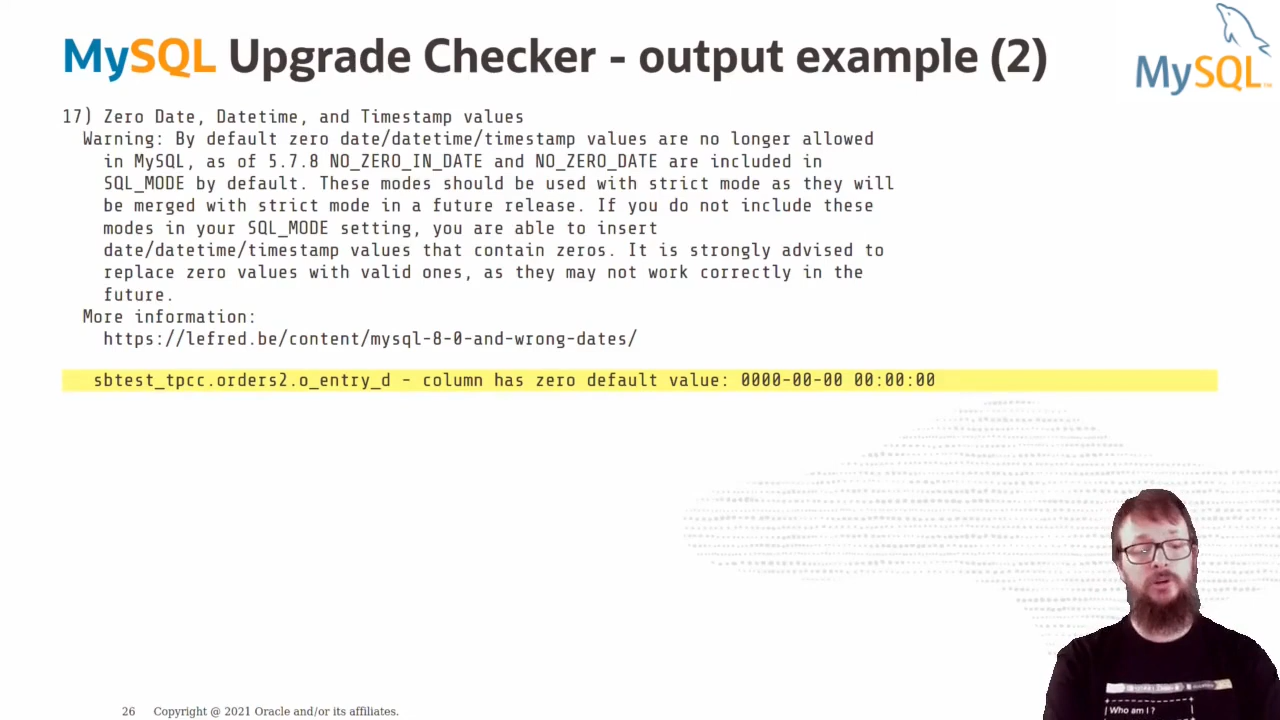 MySQL Upgrade Checker - output example (2)
MySQL
17) Zero Date, Datetime, and Timestamp values
Warning: By default zero date/datetime/timestamp values are no longer allowed
in MySQL, as of 5.7.8 NO_ZERO_IN_DATE and NO_ZERO_DATE are included in
SQL_MODE by default. These modes should be used with strict mode as they will
be merged with strict mode in a future release. If you do not include these
modes in your SQL_MODE setting, you are able to insert
date/datetime/timestamp values that contain zeros. It is strongly advised to
replace zero values with valid ones, as they may not work correctly in the
future.
More information:
https://lefred.be/content/mysql-8-0-and-wrong-dates/
sbtest_tpcc.orders2.o_entry_d - column has zero default value: 0000-00-00 00:00:00
Who am I ?
26 Copyright @ 2021 Oracle and/or its affiliates.